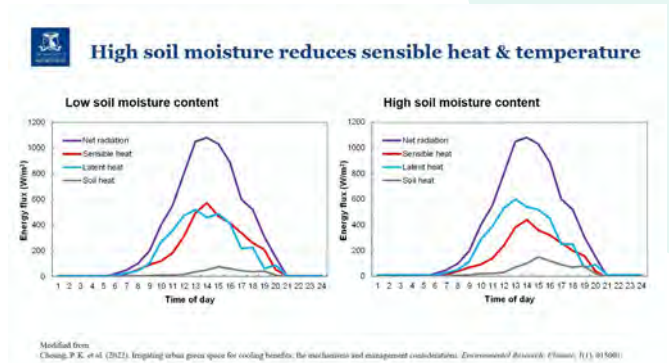 High soil moisture reduces sensible heat & temperature
Low soil moisture content
1200
1000
800
600
400
200
0
Energy flux (W/m²)
Net radiation
Sensible heat
Latent heat
Soil heat
1 2 3 4 5 6 7 8 9 10 11 12 13 14 15 16 17 18 19 20 21 22 23 24
Time of day
High soil moisture content
1200
1000
800
600
400
200
0
Energy flux (W/m²)
Net radiation
Sensible heat
Latent heat
Soil heat
1 2 3 4 5 6 7 8 9 10 11 12 13 14 15 16 17 18 19 20 21 22 23 24
Time of day
Modified from
Cheung, P. K. et al. (2022). Irrigating urban green space for cooling benefits: the mechanisms and management considerations. Environmental Research: Climate, 1(1), 015001.